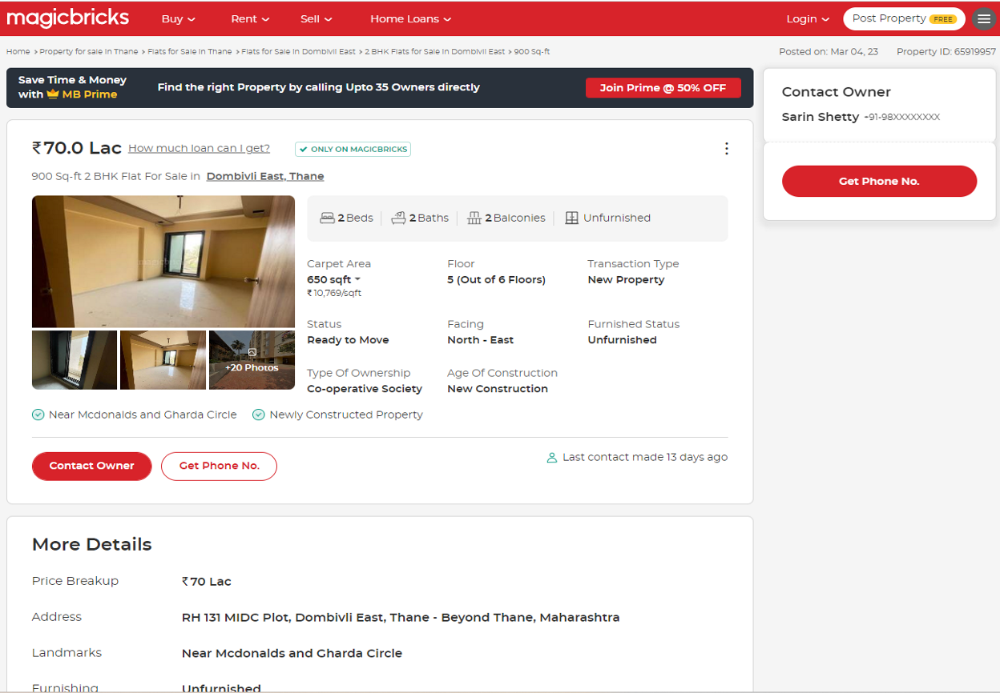 magicbricks
Buy
Rent
Sell
Home Loans
Login
Post Property FREE
Home > Property for sale in Thane > Flats for Sale in Thane > Flats for Sale in Dombivli East > 2 BHK Flats for Sale in Dombivli East > 900 Sq-ft
Posted on: Mar 04, 23
Property ID: 65919957
Save Time & Money
with MB Prime
Find the right Property by calling Upto 35 Owners directly
Join Prime @ 50% OFF
Contact Owner
Sarin Shetty +91-98XXXXXXXX
Get Phone No.
₹70.0 Lac How much loan can I get?
ONLY ON MAGICBRICKS
900 Sq-ft 2 BHK Flat For Sale in Dombivli East, Thane
magicbricks
+20 Photos
2 Beds
2 Baths
2 Balconies
Unfurnished
Carpet Area
650 sqft
₹10,769/sqft
Floor
5 (Out of 6 Floors)
Transaction Type
New Property
Status
Ready to Move
Facing
North - East
Furnished Status
Unfurnished
Type Of Ownership
Co-operative Society
Age Of Construction
New Construction
Near Mcdonalds and Gharda Circle
Newly Constructed Property
Contact Owner
Get Phone No.
Last contact made 13 days ago
More Details
Price Breakup
₹70 Lac
Address
RH 131 MIDC Plot, Dombivli East, Thane - Beyond Thane, Maharashtra
Landmarks
Near Mcdonalds and Gharda Circle
Furnishing
Unfurnished